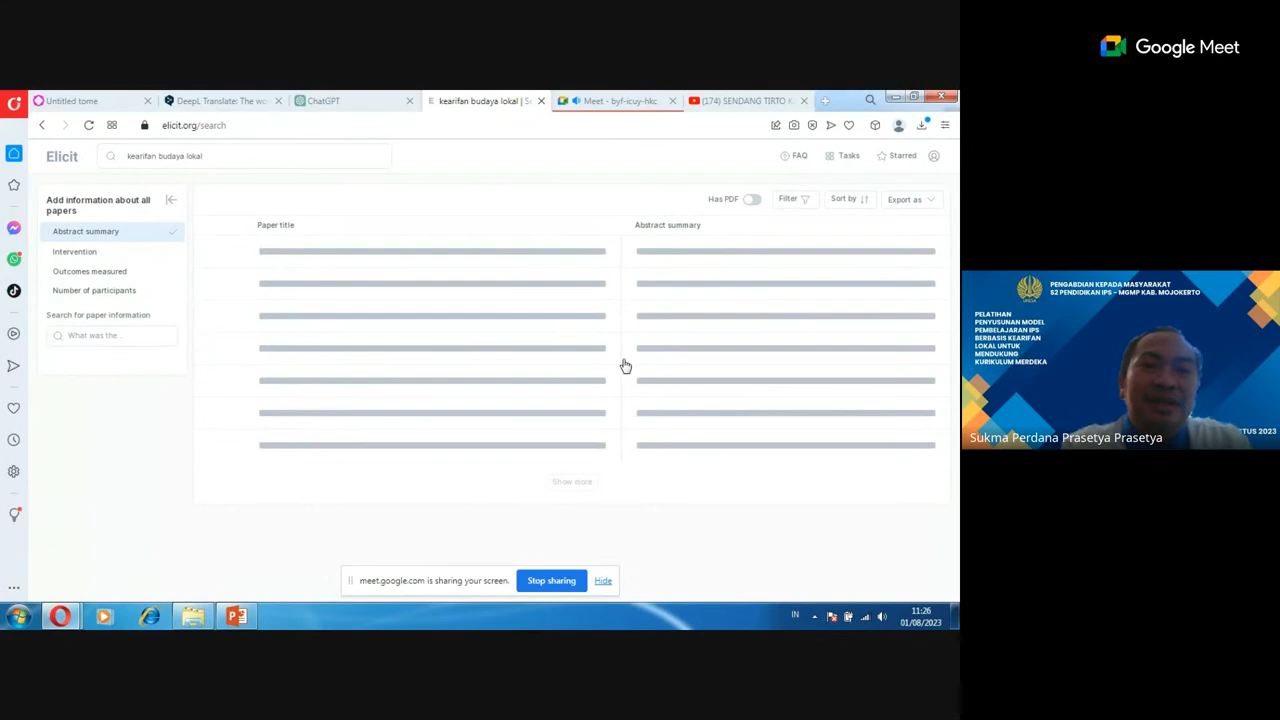 Google Meet
Untitled tome
DeepL Translate: The wo
ChatGPT
kearifan budaya lokal | S
Meet - byf-icuy-hkc
(174) SENDANG TIRTO K
elicit.org/search
Elicit
kearifan budaya lokal
FAQ
Tasks
Starred
Add information about all
papers
Abstract summary
Intervention
Outcomes measured
Number of participants
Search for paper information
What was the...
Has PDF
Filter
Sort by
Export as
Paper title
Abstract summary
Show more
meet.google.com is sharing your screen.
Stop sharing
Hide
IN
11:26
01/08/2023
PENGABDIAN KEPADA MASYARAKAT
S2 PENDIDIKAN IPS - MGMP KAB. MOJOKERTO
PELATIHAN
PENYUSUNAN MODEL
PEMBELAJARAN IPS
BERBASIS KEARIFAN
LOKAL UNTUK
MENDUKUNG
KURIKULUM MERDEKA
2023
Sukma Perdana Prasetya Prasetya